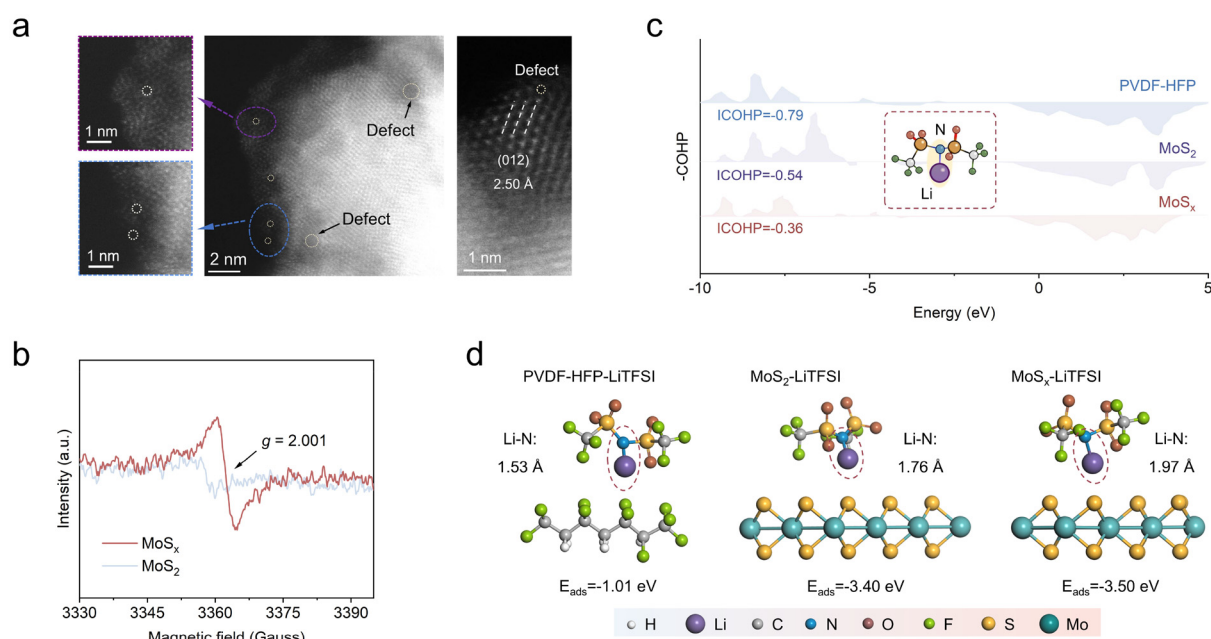 a
1 nm
1 nm
Defect
Defect
2 nm
Defect
(012)
2.50 Å
1 nm
b
Intensity (a.u.)
g = 2.001
MoSx
MoS2
3330 3345 3360 3375 3390
Magnetic field (Gauss)
c
-COHP
PVDF-HFP
ICOHP=-0.79
MoS2
ICOHP=-0.54
MoSx
ICOHP=-0.36
N
Li
-10 -5 0 5
Energy (eV)
d
PVDF-HFP-LiTFSI
Li-N:
1.53 Å
Eads=-1.01 eV
MoS2-LiTFSI
Li-N:
1.76 Å
Eads=-3.40 eV
MoSx-LiTFSI
Li-N:
1.97 Å
Eads=-3.50 eV
H Li C N O F S Mo